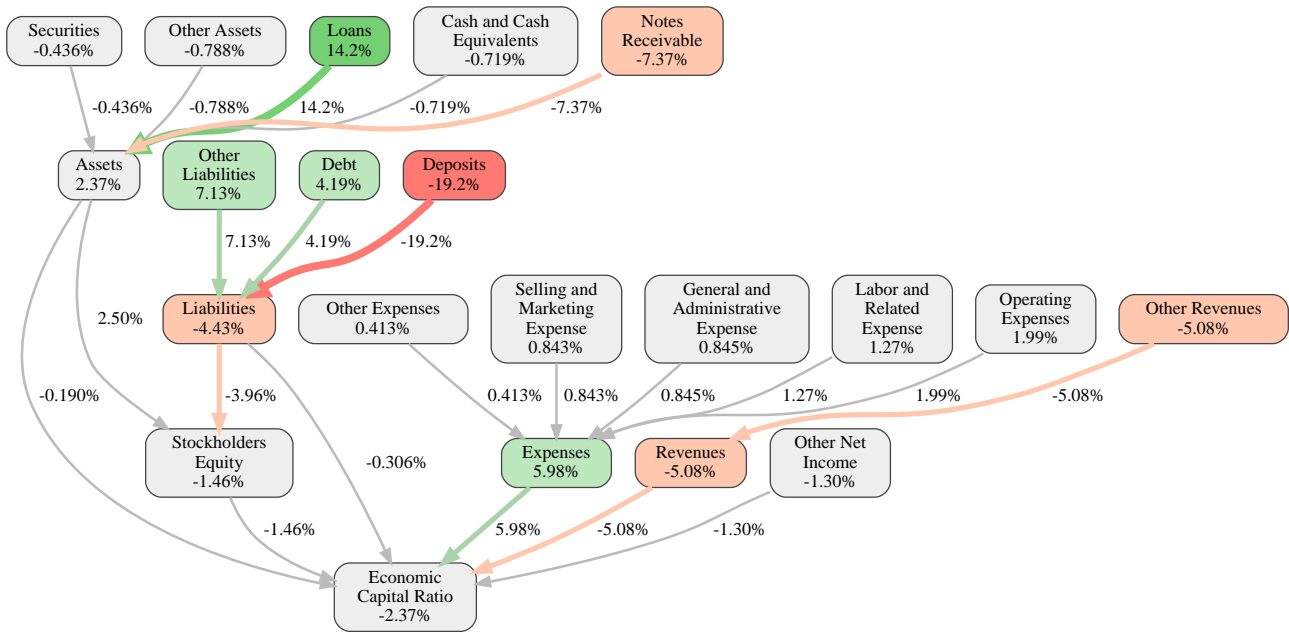 Securities
-0.436%
Other Assets
-0.788%
Loans
14.2%
Cash and Cash
Equivalents
-0.719%
Notes
Receivable
-7.37%
-0.436%
-0.788%
14.2%
-0.719%
-7.37%
Assets
2.37%
Other
Liabilities
7.13%
Debt
4.19%
Deposits
-19.2%
7.13%
4.19%
-19.2%
2.50%
Liabilities
-4.43%
Other Expenses
0.413%
Selling and
Marketing
Expense
0.843%
General and
Administrative
Expense
0.845%
Labor and
Related
Expense
1.27%
Operating
Expenses
1.99%
Other Revenues
-5.08%
-0.190%
-3.96%
0.413%
0.843%
0.845%
1.27%
1.99%
-5.08%
Stockholders
Equity
-1.46%
-0.306%
Expenses
5.98%
Revenues
-5.08%
Other Net
Income
-1.30%
-1.46%
5.98%
-5.08%
-1.30%
Economic
Capital Ratio
-2.37%